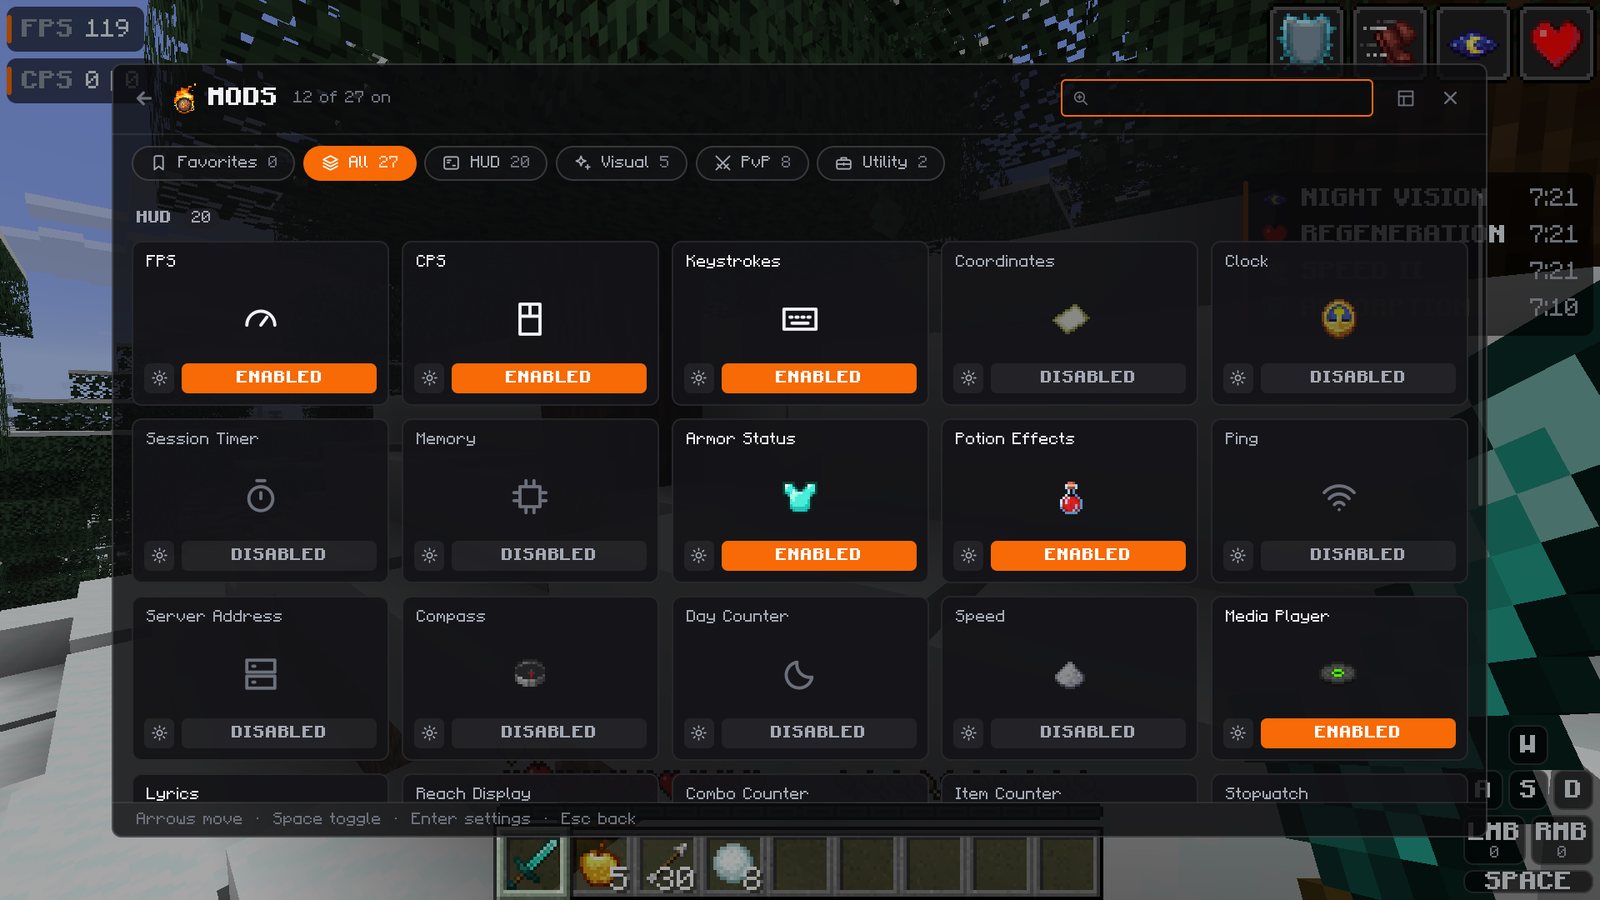 FPS 119
CPS 0 | 0
MODS 12 of 27 on
Favorites 0
All 27
HUD 20
Visual 5
PvP 8
Utility 2
HUD 20
NIGHT VISION 7:21
REGENERATION 7:21
SPEED II 7:21
ABSORPTION 7:10
FPS
CPS
Keystrokes
Coordinates
Clock
ENABLED
ENABLED
ENABLED
DISABLED
DISABLED
Session Timer
Memory
Armor Status
Potion Effects
Ping
DISABLED
DISABLED
ENABLED
ENABLED
DISABLED
Server Address
Compass
Day Counter
Speed
Media Player
DISABLED
DISABLED
DISABLED
DISABLED
ENABLED
Lyrics
Reach Display
Combo Counter
Item Counter
Stopwatch
Arrows move · Space toggle · Enter settings · Esc back
W
A S D
LMB RMB
0 0
SPACE
5
30
8